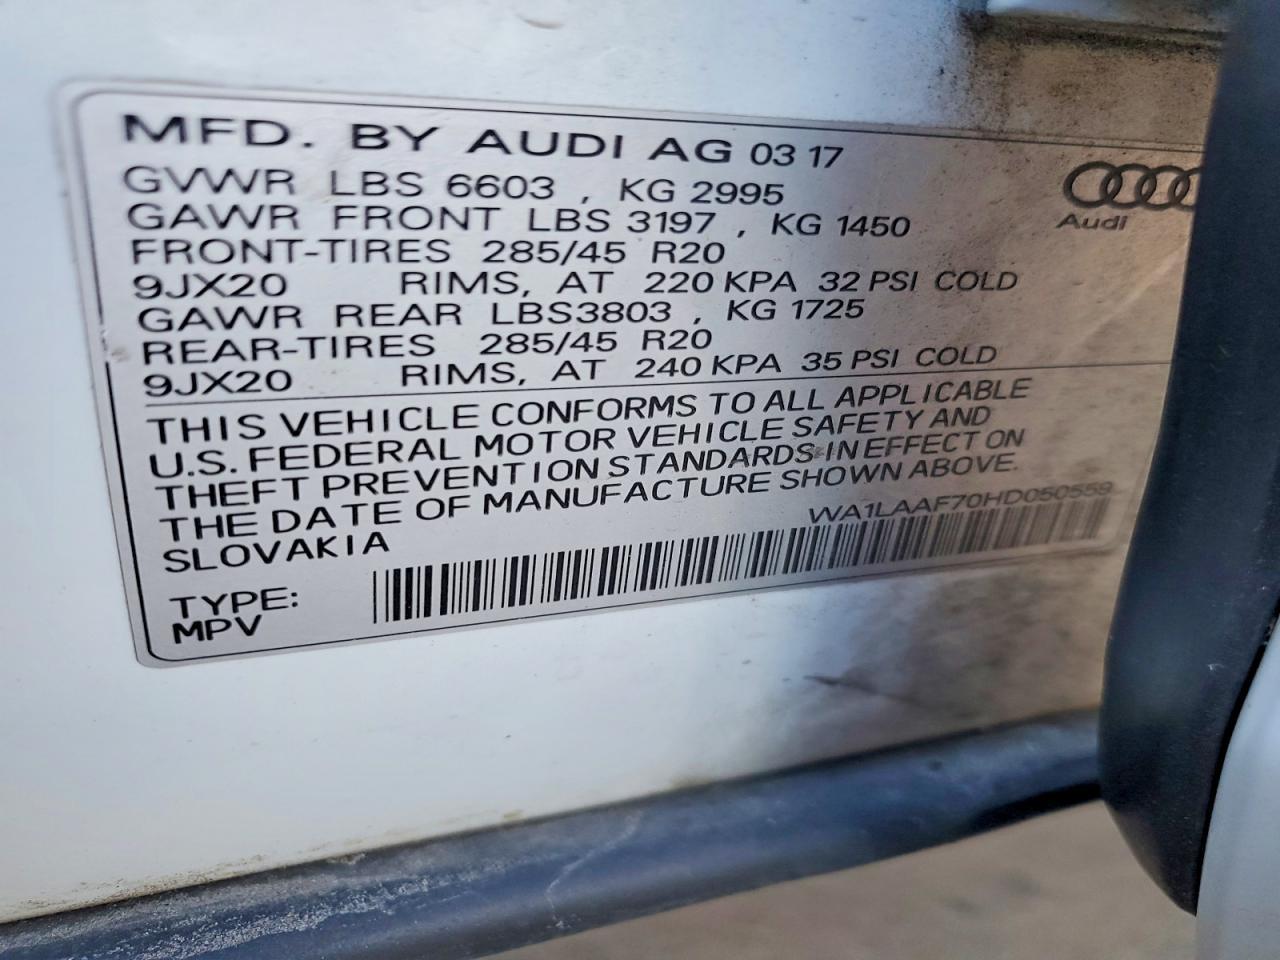 MFD. BY AUDI AG 03 17
GVWR LBS 6603 , KG 2995
GAWR FRONT LBS 3197 , KG 1450
FRONT-TIRES 285/45 R20
9JX20 RIMS, AT 220 KPA 32 PSI COLD
GAWR REAR LBS3803 , KG 1725
REAR-TIRES 285/45 R20
9JX20 RIMS, AT 240 KPA 35 PSI COLD
Audi
THIS VEHICLE CONFORMS TO ALL APPLICABLE
U.S. FEDERAL MOTOR VEHICLE SAFETY AND
THEFT PREVENTION STANDARDS IN EFFECT ON
THE DATE OF MANUFACTURE SHOWN ABOVE.
SLOVAKIA
WA1LAAF70HD050559
TYPE:
MPV